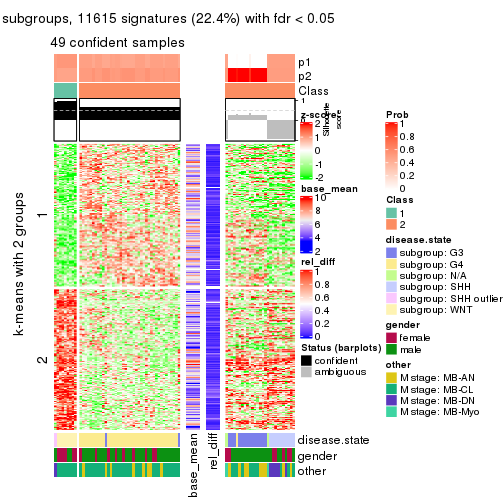 subgroups, 11615 signatures (22.4%) with fdr < 0.05
49 confident samples
p1
p2
Class
1
0
Silhouette
score
z-score
2
1
0
-1
-2
base_mean
10
8
6
4
2
rel_diff
1
0.8
0.6
0.4
0.2
0
Status (barplots)
confident
ambiguous
Prob
1
0.8
0.6
0.4
0.2
0
Class
1
2
disease.state
subgroup: G3
subgroup: G4
subgroup: N/A
subgroup: SHH
subgroup: SHH outlier
subgroup: WNT
gender
female
male
other
M stage: MB-AN
M stage: MB-CL
M stage: MB-DN
M stage: MB-Myo
k-means with 2 groups
1
2
base_mean
rel_diff
disease.state
gender
other